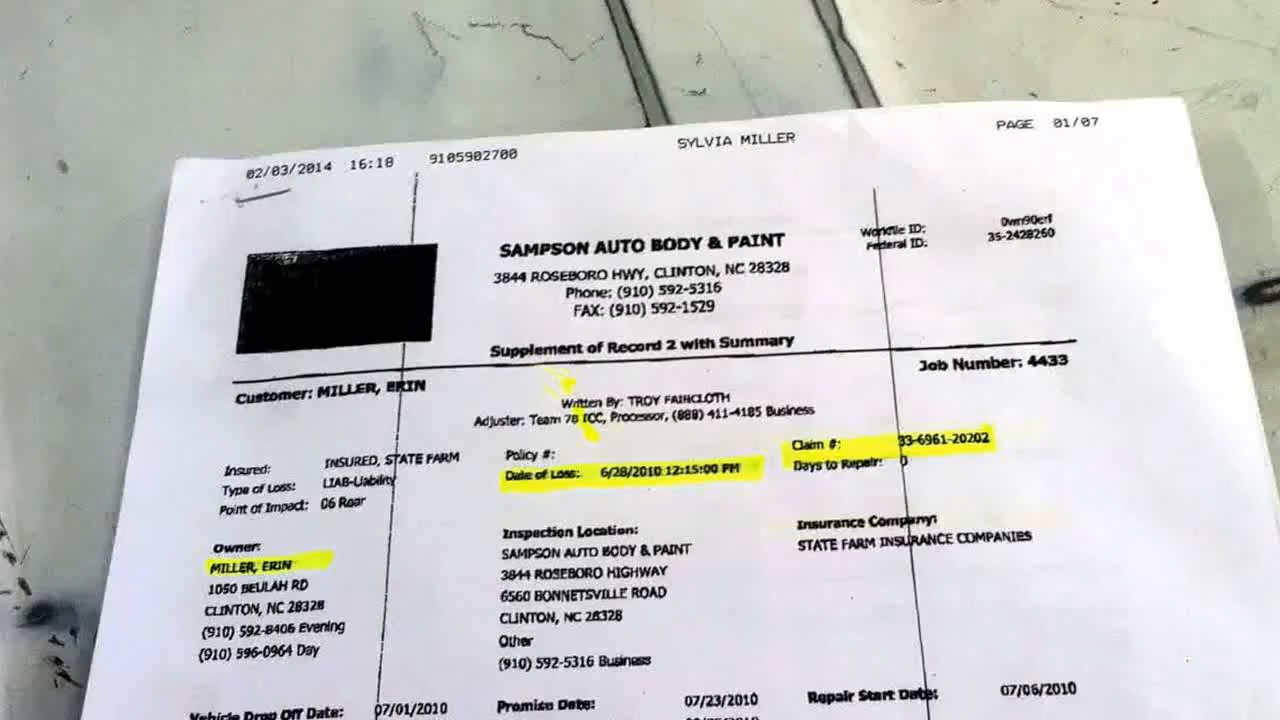 02/03/2014 16:18 9105902700 SYLVIA MILLER PAGE 01/07
SAMPSON AUTO BODY & PAINT
3844 ROSEBORO HWY, CLINTON, NC 28328
Phone: (910) 592-5316
FAX: (910) 592-1529
Workfile ID: 0wn90erf
Federal ID: 35-2428260
Supplement of Record 2 with Summary
Customer: MILLER, ERIN
Job Number: 4433
Written By: TROY FAIRCLOTH
Adjuster: Team 78 ICC, Processor, (888) 411-4185 Business
Insured: INSURED, STATE FARM
Type of Loss: LIAB-Liability
Point of Impact: 06 Rear
Policy #:
Date of Loss: 6/28/2010 12:15:00 PM
Claim #: 33-6961-20202
Days to Repair: 0
Owner:
MILLER, ERIN
1050 BEULAH RD
CLINTON, NC 28328
(910) 592-8406 Evening
(910) 596-0964 Day
Inspection Location:
SAMPSON AUTO BODY & PAINT
3844 ROSEBORO HIGHWAY
6560 BONNETSVILLE ROAD
CLINTON, NC 28328
Other
(910) 592-5316 Business
Insurance Company:
STATE FARM INSURANCE COMPANIES
Vehicle Drop Off Date: 07/01/2010
Promise Date: 07/23/2010
Repair Start Date: 07/06/2010